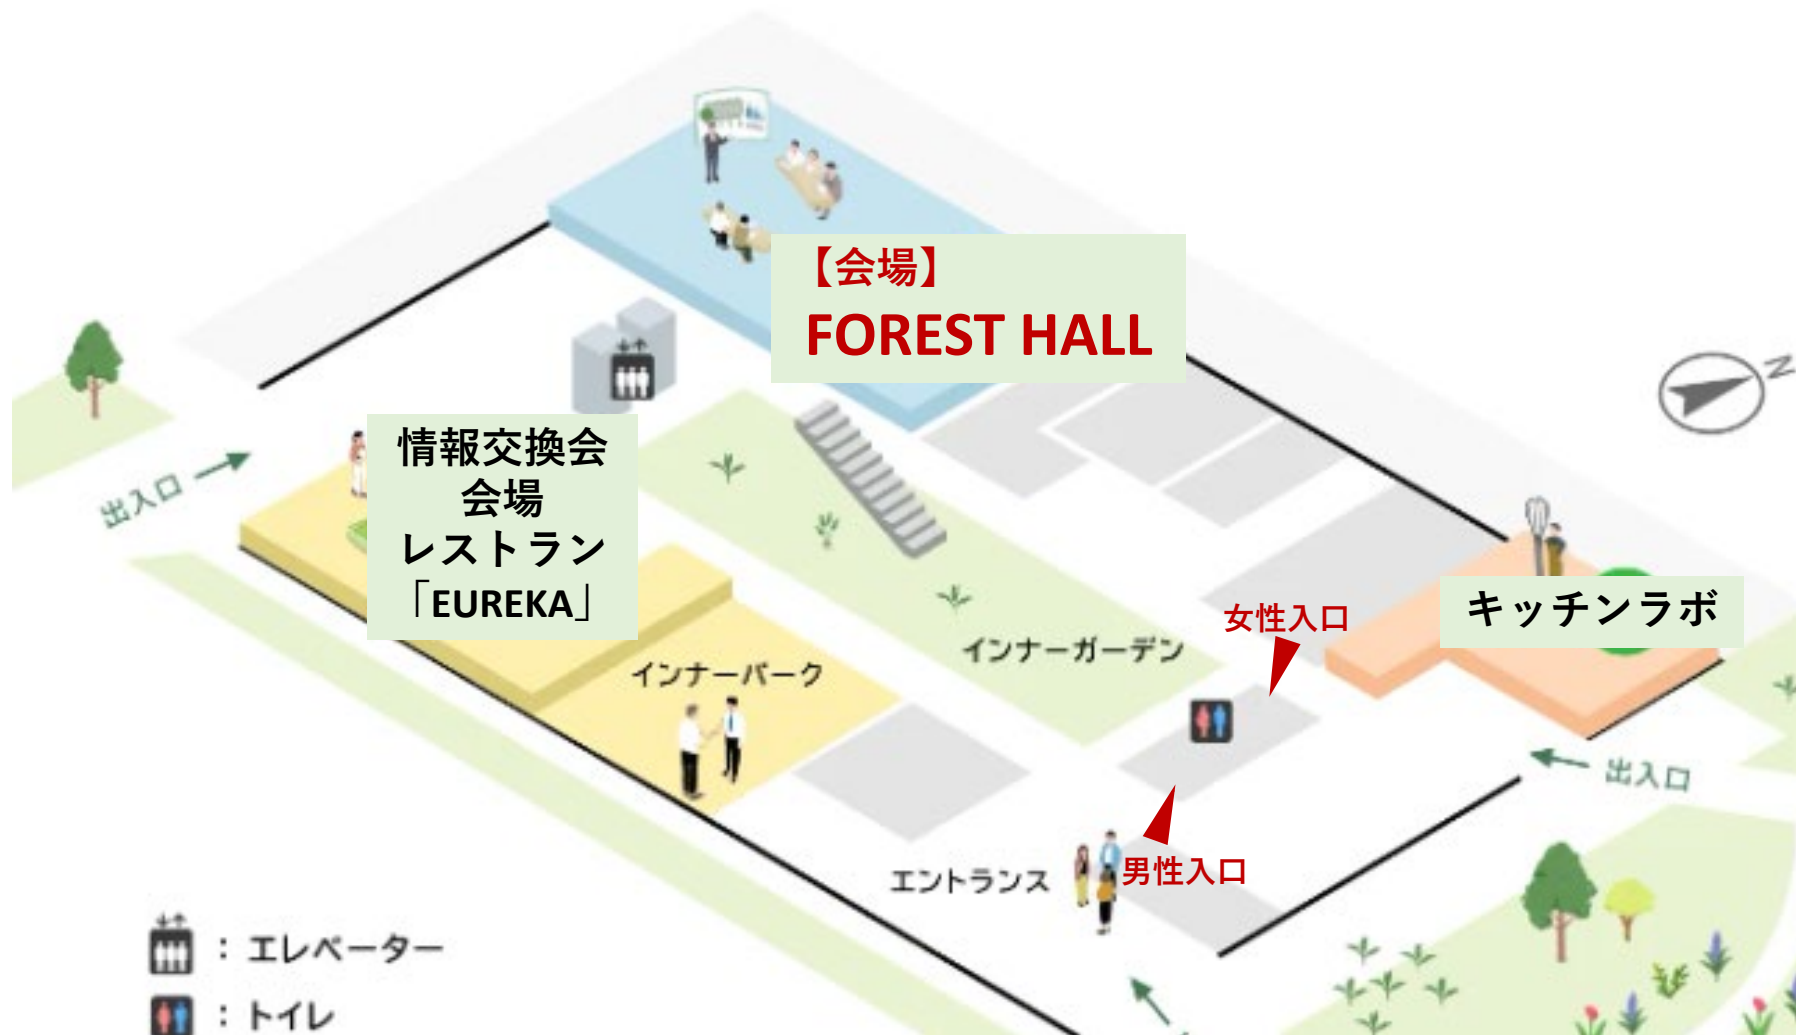 【会場】
FOREST HALL
N
情報交換会
会場
レストラン
「EUREKA」
出入口
キッチンラボ
女性入口
インナーガーデン
インナーパーク
出入口
男性入口
エントランス
：エレベーター
：トイレ